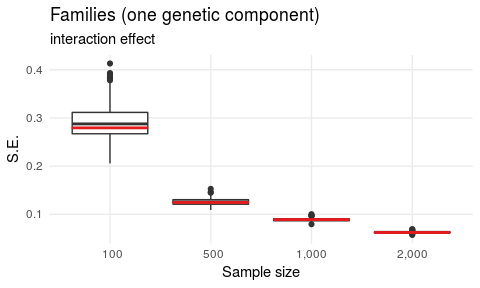 Families (one genetic component)
interaction effect
0.4
0.3
0.2
0.1
S.E.
100 500 1,000 2,000
Sample size